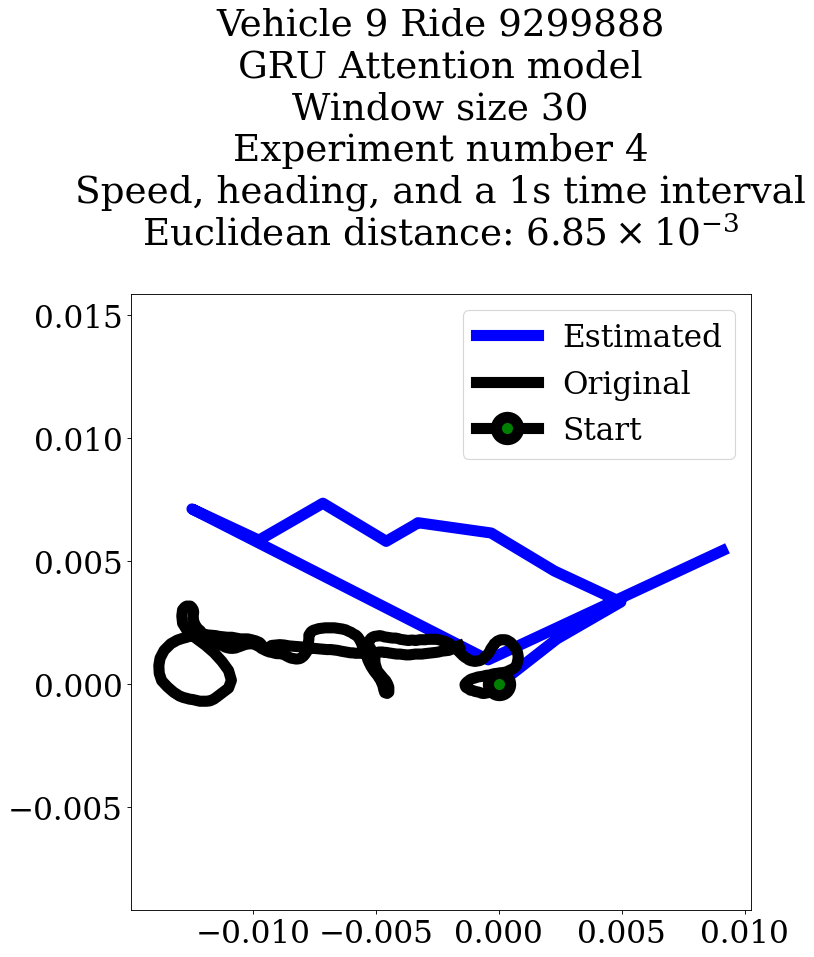 Vehicle 9 Ride 9299888
GRU Attention model
Window size 30
Experiment number 4
Speed, heading, and a 1s time interval
Euclidean distance: 6.85 × 10⁻³
0.015
0.010
0.005
0.000
−0.005
Estimated
Original
Start
−0.010 −0.005 0.000 0.005 0.010